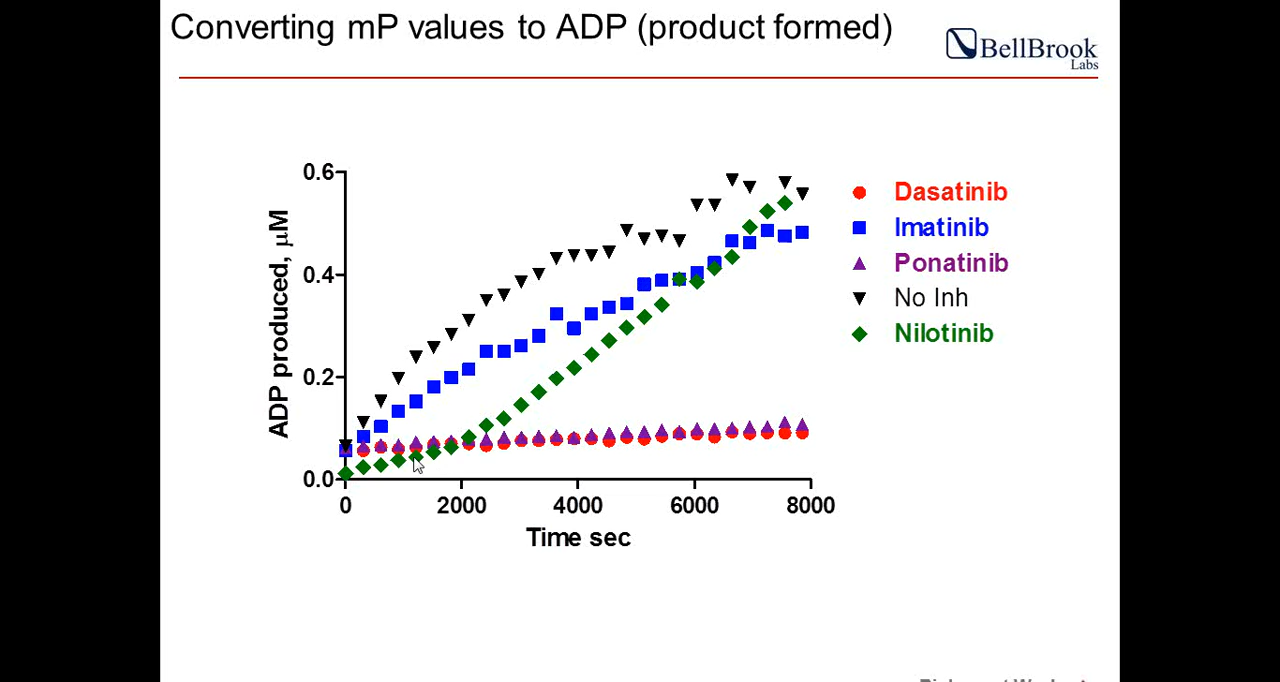 Converting mP values to ADP (product formed)
BellBrook
Labs
0.6
0.4
0.2
0.0
ADP produced, µM
0 2000 4000 6000 8000
Time sec
Dasatinib
Imatinib
Ponatinib
No Inh
Nilotinib